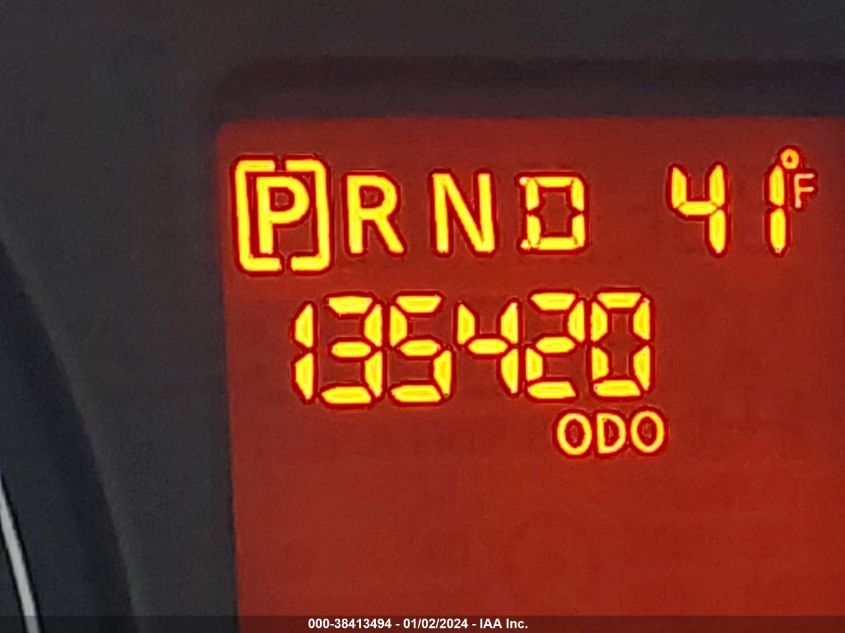 [P] R N D 41°F
135420
ODO
000-38413494 - 01/02/2024 - IAA Inc.